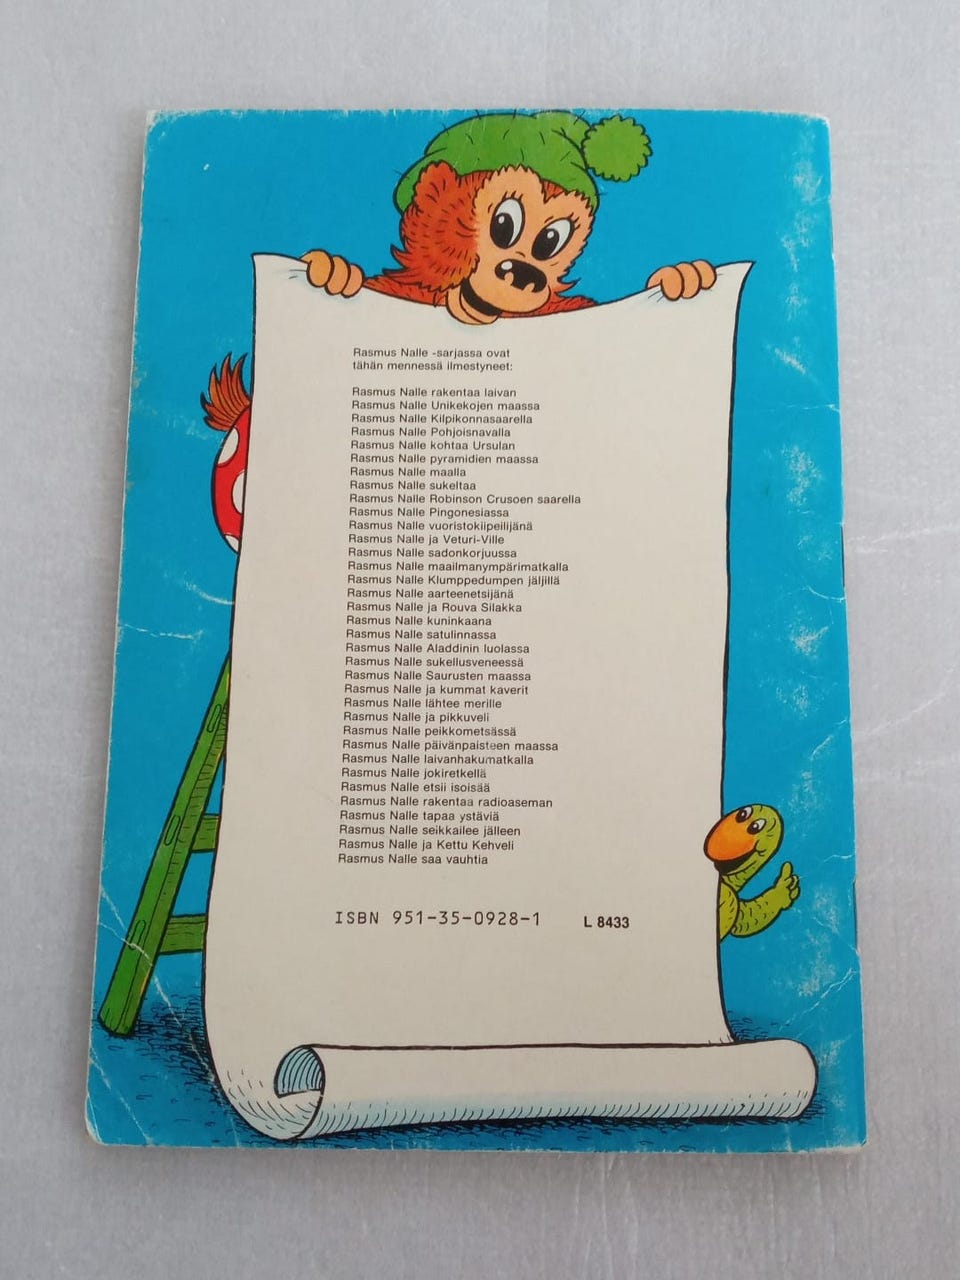 Rasmus Nalle -sarjassa ovat
tähän mennessä ilmestyneet:
Rasmus Nalle rakentaa laivan
Rasmus Nalle Unikekojen maassa
Rasmus Nalle Kilpikonnasaarella
Rasmus Nalle Pohjoisnavalla
Rasmus Nalle kohtaa Ursulan
Rasmus Nalle pyramidien maassa
Rasmus Nalle maalla
Rasmus Nalle sukeltaa
Rasmus Nalle Robinson Crusoen saarella
Rasmus Nalle Pingonesiassa
Rasmus Nalle vuoristokiipeilijänä
Rasmus Nalle ja Veturi-Ville
Rasmus Nalle sadonkorjuussa
Rasmus Nalle maailmanympärimatkalla
Rasmus Nalle Klumppedumpen jäljillä
Rasmus Nalle aarteenetsijänä
Rasmus Nalle ja Rouva Silakka
Rasmus Nalle kuninkaana
Rasmus Nalle satulinnassa
Rasmus Nalle Aladdinin luolassa
Rasmus Nalle sukellusveneessä
Rasmus Nalle Saurusten maassa
Rasmus Nalle ja kummat kaverit
Rasmus Nalle lähtee merille
Rasmus Nalle ja pikkuveli
Rasmus Nalle peikkometsässä
Rasmus Nalle päivänpaisteen maassa
Rasmus Nalle laivanhakumatkalla
Rasmus Nalle jokiretkellä
Rasmus Nalle etsii isoisää
Rasmus Nalle rakentaa radioaseman
Rasmus Nalle tapaa ystäviä
Rasmus Nalle seikkailee jälleen
Rasmus Nalle ja Kettu Kehveli
Rasmus Nalle saa vauhtia
ISBN 951-35-0928-1 L 8433